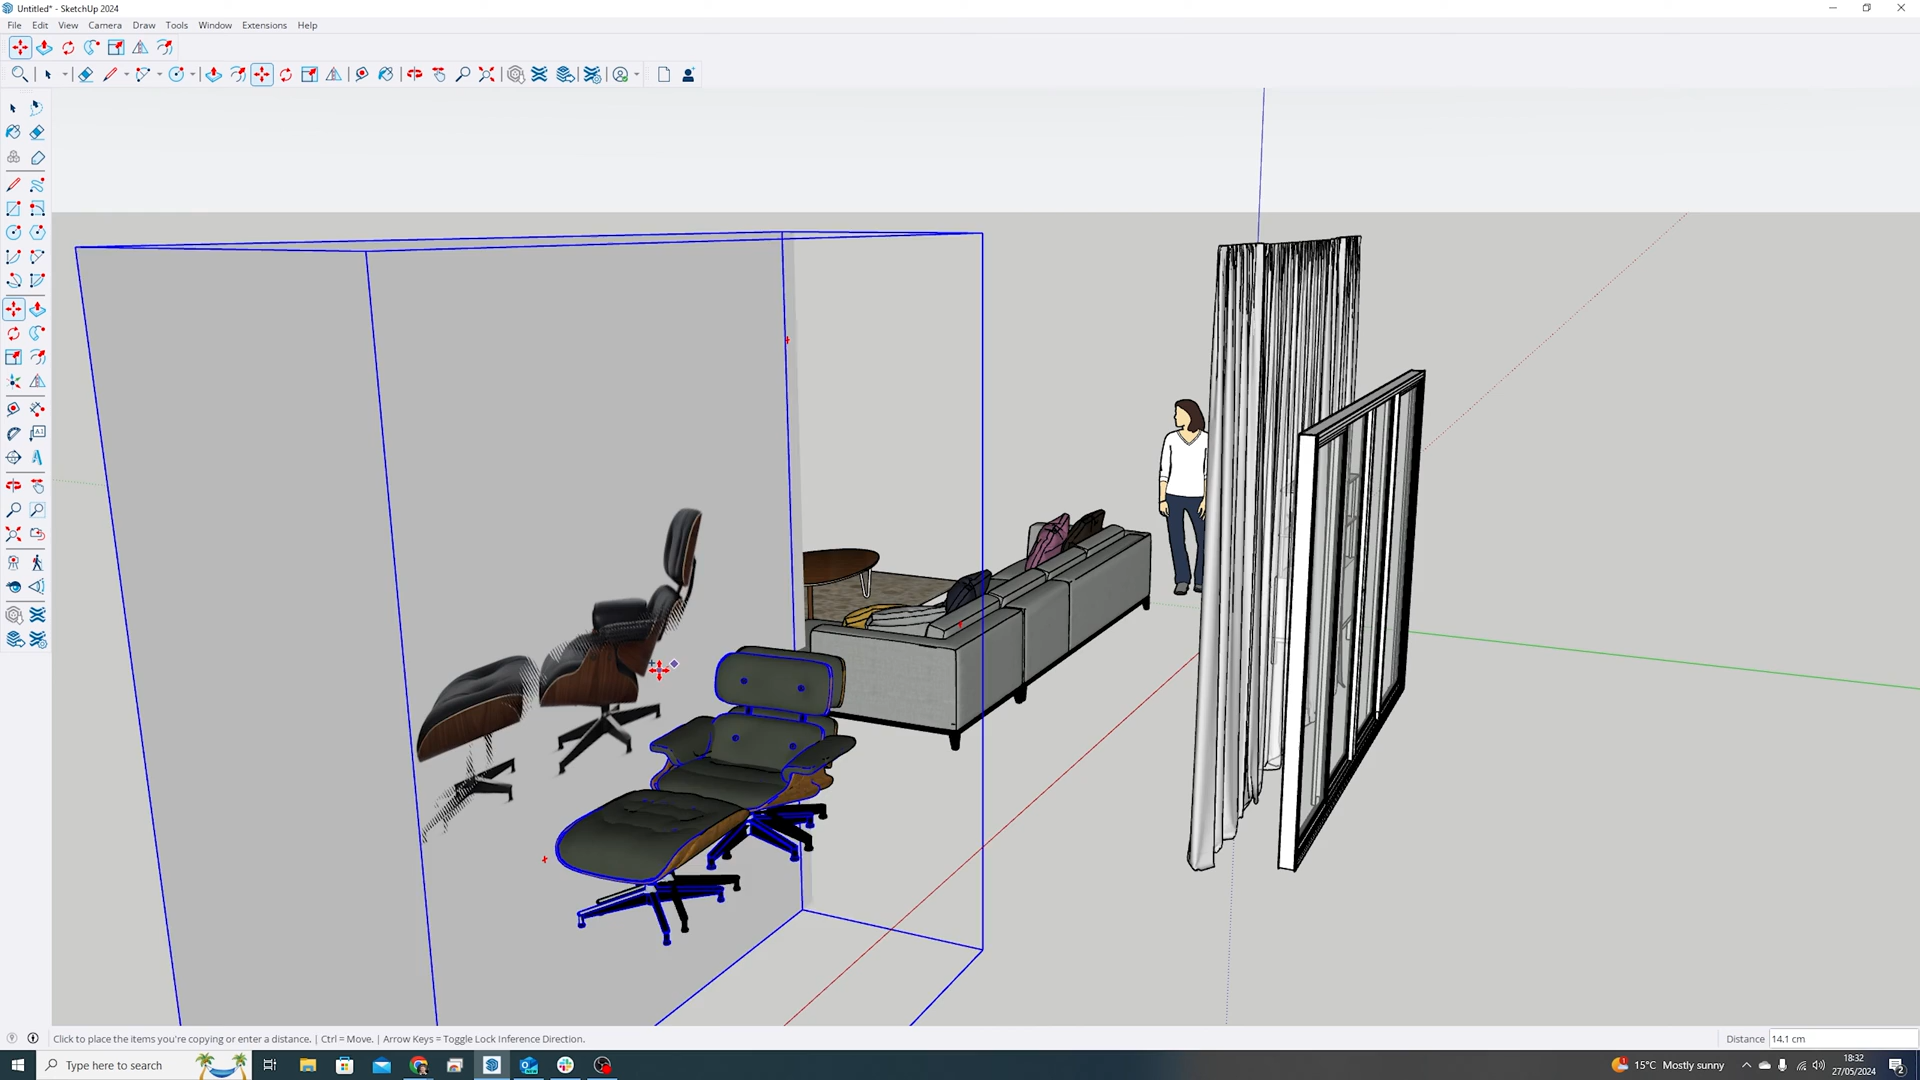 Untitled* - SketchUp 2024
File Edit View Camera Draw Tools Window Extensions Help
Click to place the items you're copying or enter a distance. | Ctrl = Move. | Arrow Keys = Toggle Lock Inference Direction.
Distance 14.1 cm
Type here to search
15°C Mostly sunny
18:32
27/05/2024
2